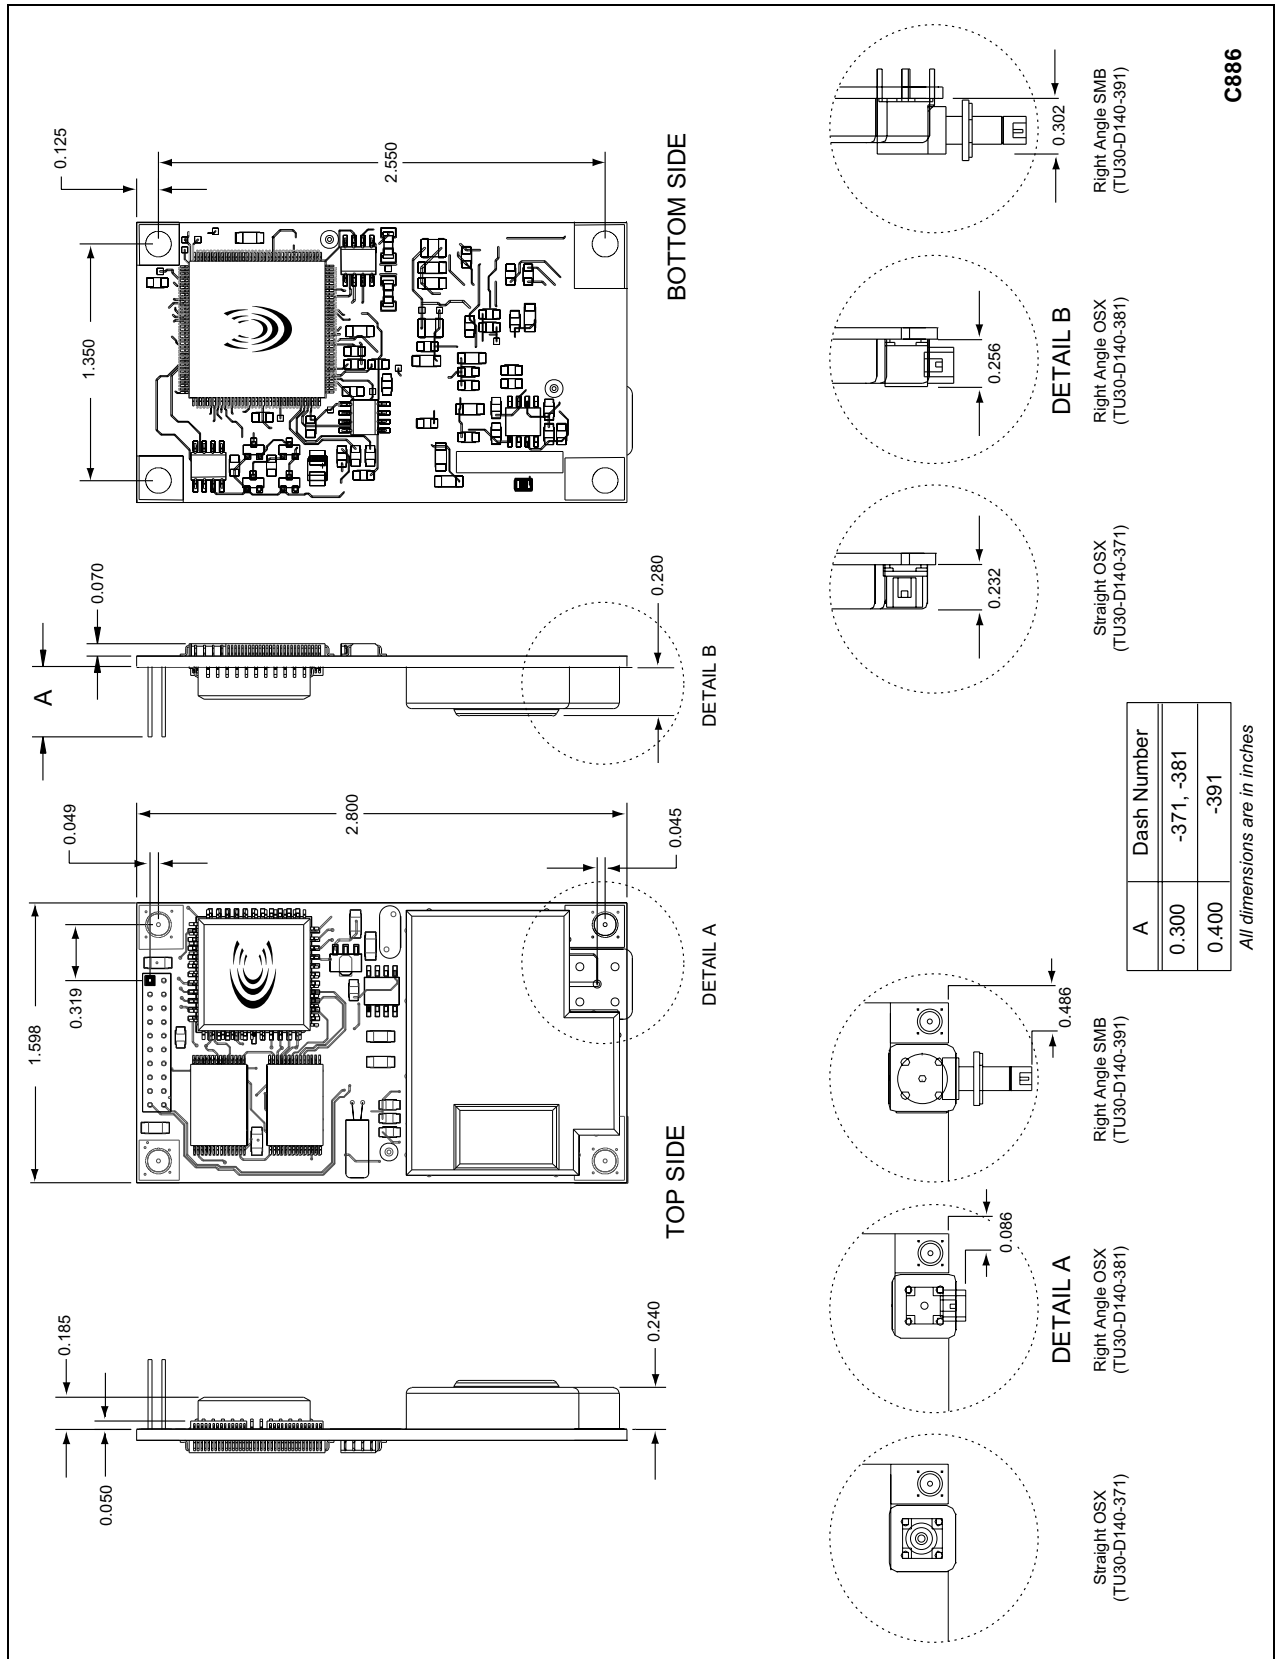 0.125
2.550
1.350
BOTTOM SIDE
0.070
A
0.280
DETAIL B
0.049
2.800
0.045
0.319
1.598
DETAIL A
TOP SIDE
0.185
0.050
0.240
0.302
Right Angle SMB
(TU30-D140-391)
0.256
DETAIL B
Right Angle OSX
(TU30-D140-381)
0.232
Straight OSX
(TU30-D140-371)
0.486
Right Angle SMB
(TU30-D140-391)
0.086
DETAIL A
Right Angle OSX
(TU30-D140-381)
Straight OSX
(TU30-D140-371)
A Dash Number
0.300 -371, -381
0.400 -391
All dimensions are in inches
C886